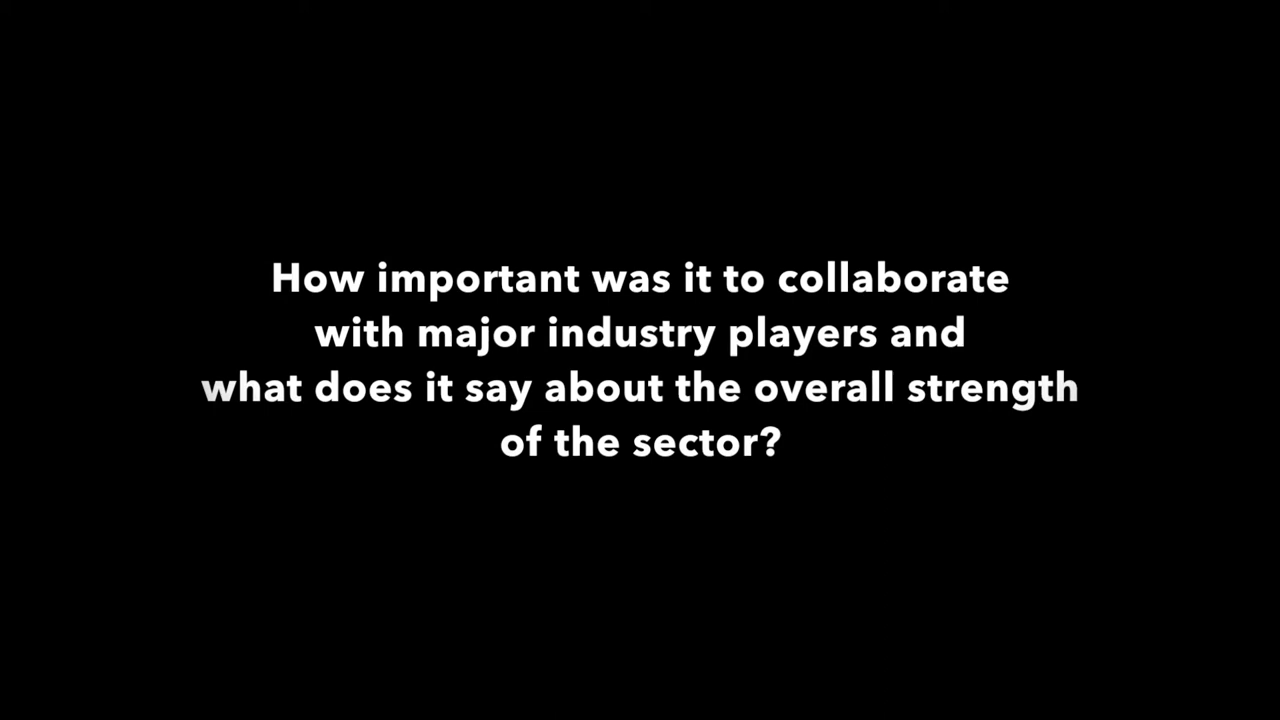 How important was it to collaborate
with major industry players and
what does it say about the overall strength
of the sector?